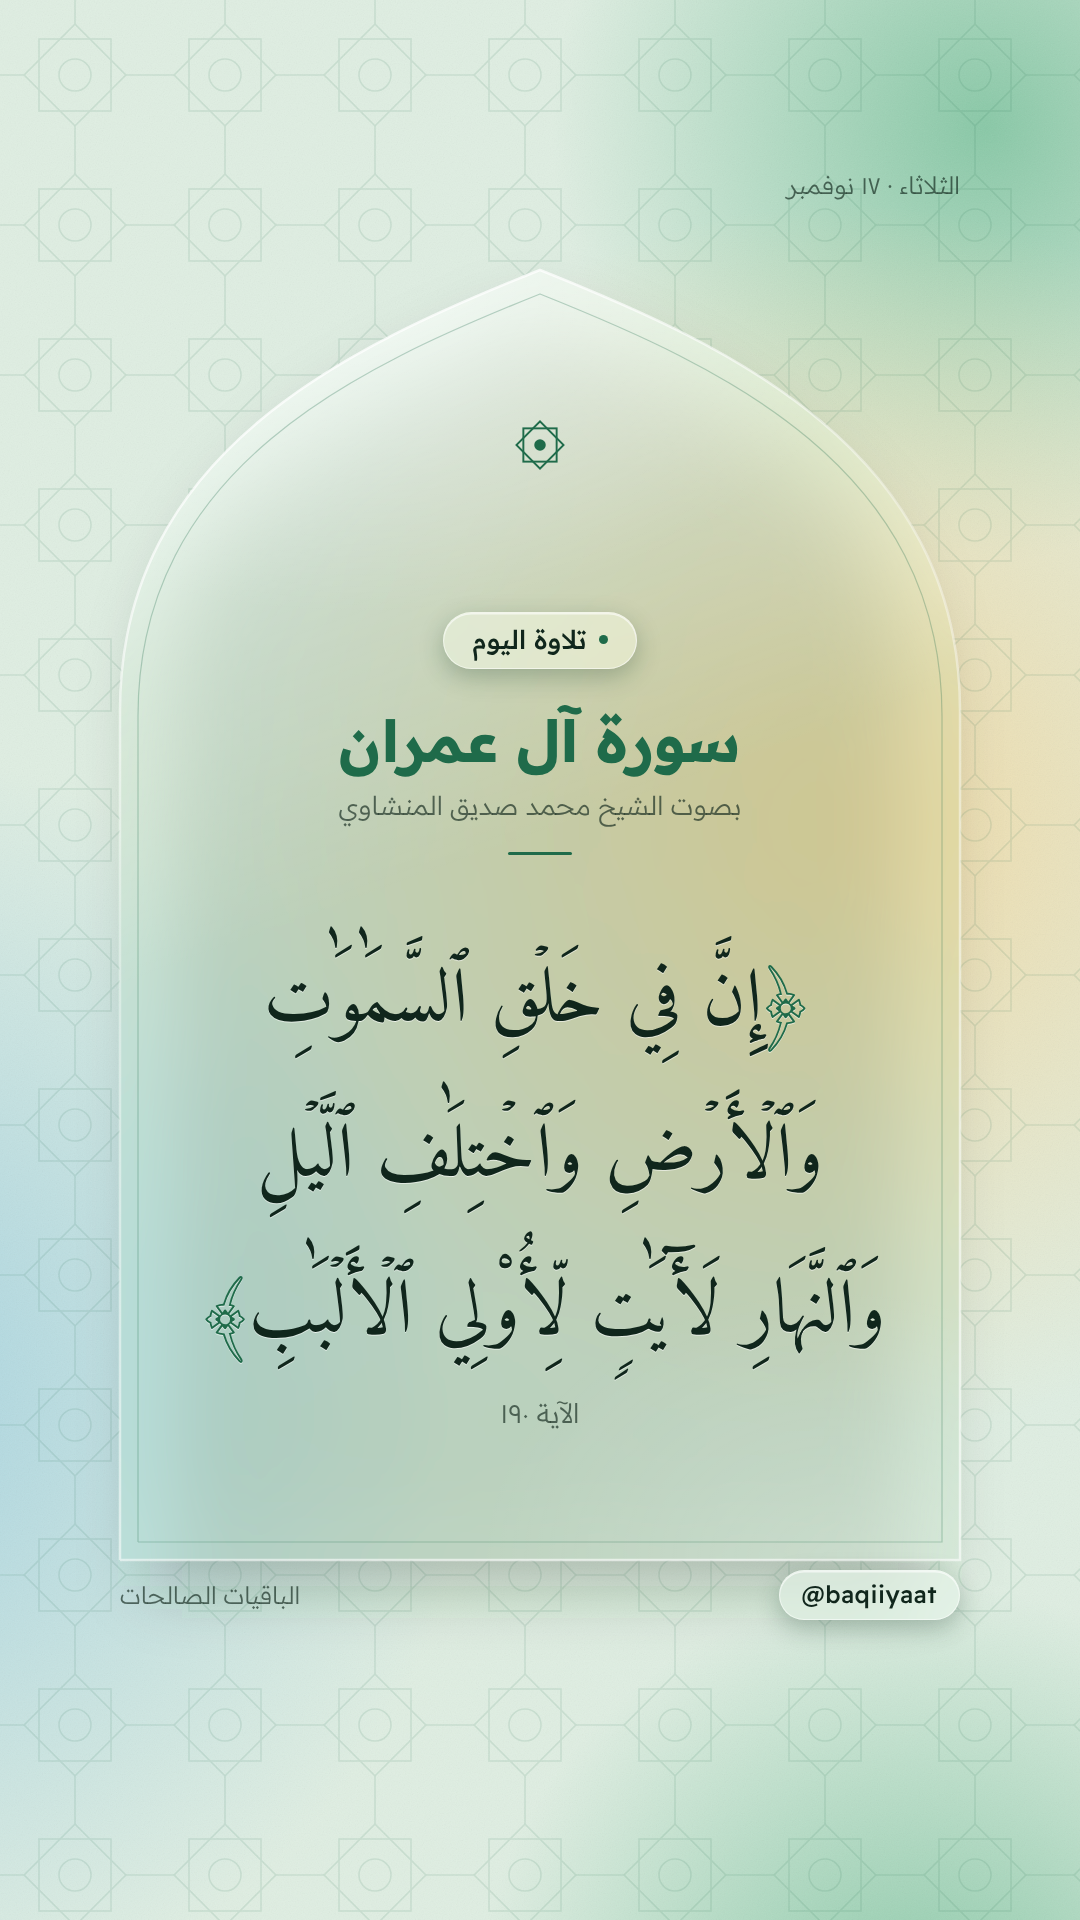 الثلاثاء · ١٧ نوفمبر
تلاوة اليوم
سورة آل عمران
بصوت الشيخ محمد صديق المنشاوي
﴿إِنَّ فِي خَلۡقِ ٱلسَّمَٰوَٰتِ
وَٱلۡأَرۡضِ وَٱخۡتِلَٰفِ ٱلَّيۡلِ
وَٱلنَّهَارِ لَأٓيَٰتٖ لِّأُوْلِي ٱلۡأَلۡبَٰبِ﴾
الآية ١٩٠
@baqiiyaat
الباقيات الصالحات